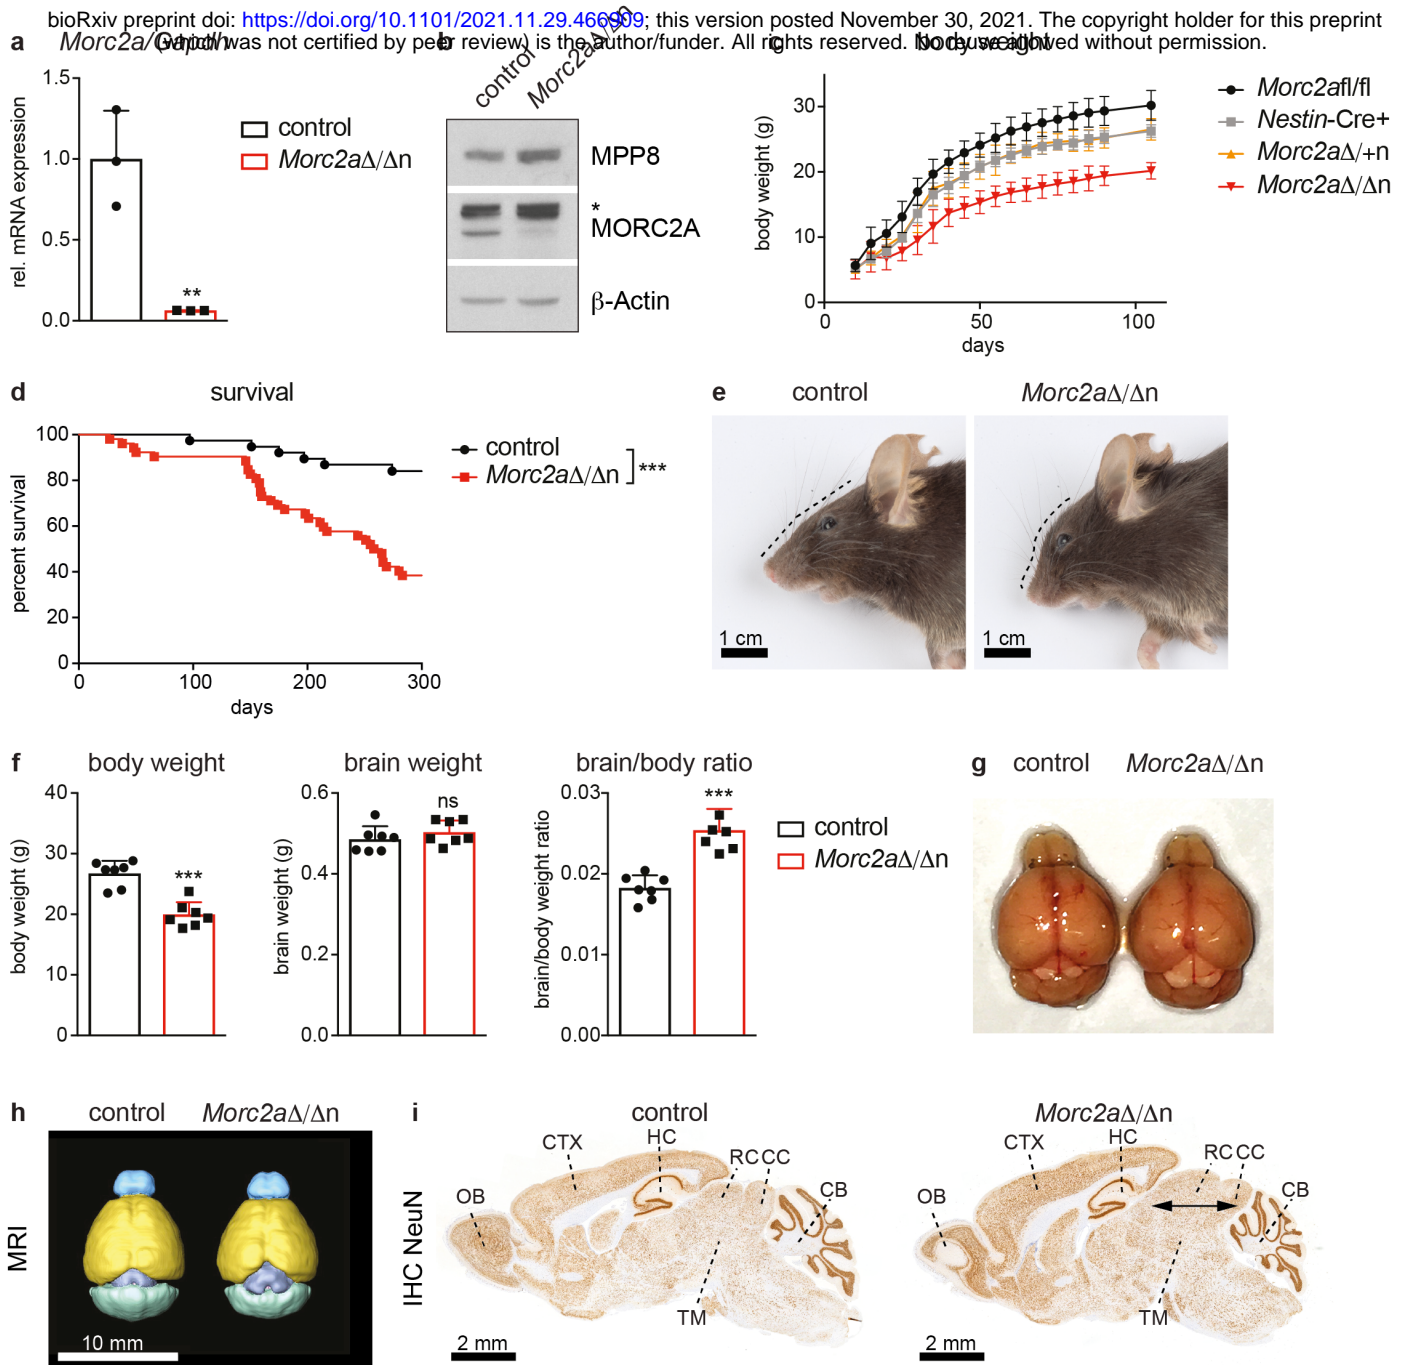 bioRxiv preprint doi: https://doi.org/10.1101/2021.11.29.466909; this version posted November 30, 2021. The copyright holder for this preprint
(which was not certified by peer review) is the author/funder. All rights reserved. No reuse allowed without permission.
a
Morc2a/Gapdh
rel. mRNA expression
1.5
1.0
0.5
0.0
**
control
Morc2aΔ/Δn
b
control
Morc2aΔ/Δn
MPP8
*
MORC2A
β-Actin
c
body weight
body weight (g)
30
20
10
0
0
50
100
days
Morc2afl/fl
Nestin-Cre+
Morc2aΔ/+n
Morc2aΔ/Δn
d
survival
percent survival
100
80
60
40
20
0
0
100
200
300
days
control
Morc2aΔ/Δn
***
e
control
Morc2aΔ/Δn
1 cm
1 cm
f
body weight
body weight (g)
40
30
20
10
0
***
brain weight
brain weight (g)
0.6
0.4
0.2
0.0
ns
brain/body ratio
brain/body weight ratio
0.03
0.02
0.01
0.00
***
control
Morc2aΔ/Δn
g
control
Morc2aΔ/Δn
h
control
Morc2aΔ/Δn
MRI
10 mm
i
control
Morc2aΔ/Δn
IHC NeuN
OB
CTX
HC
RC
CC
CB
TM
2 mm
OB
CTX
HC
RC
CC
CB
TM
2 mm